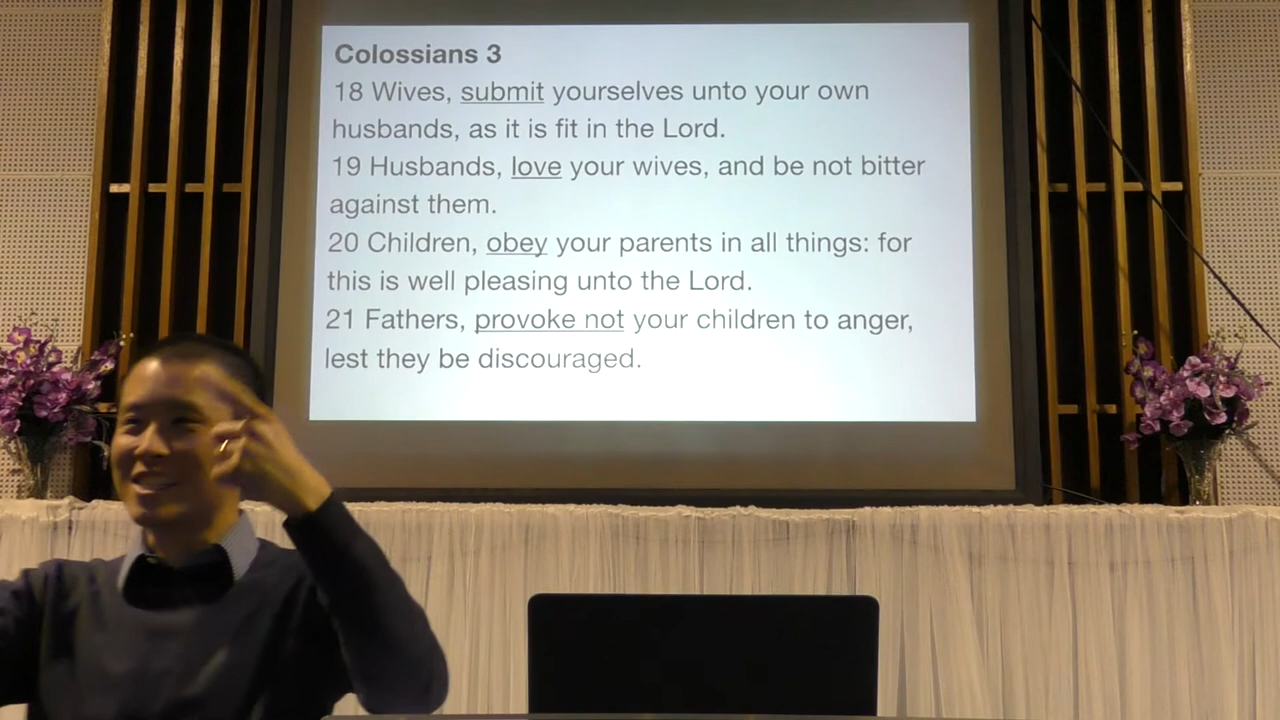 Colossians 3
18 Wives, submit yourselves unto your own
husbands, as it is fit in the Lord.
19 Husbands, love your wives, and be not bitter
against them.
20 Children, obey your parents in all things: for
this is well pleasing unto the Lord.
21 Fathers, provoke not your children to anger,
lest they be discouraged.